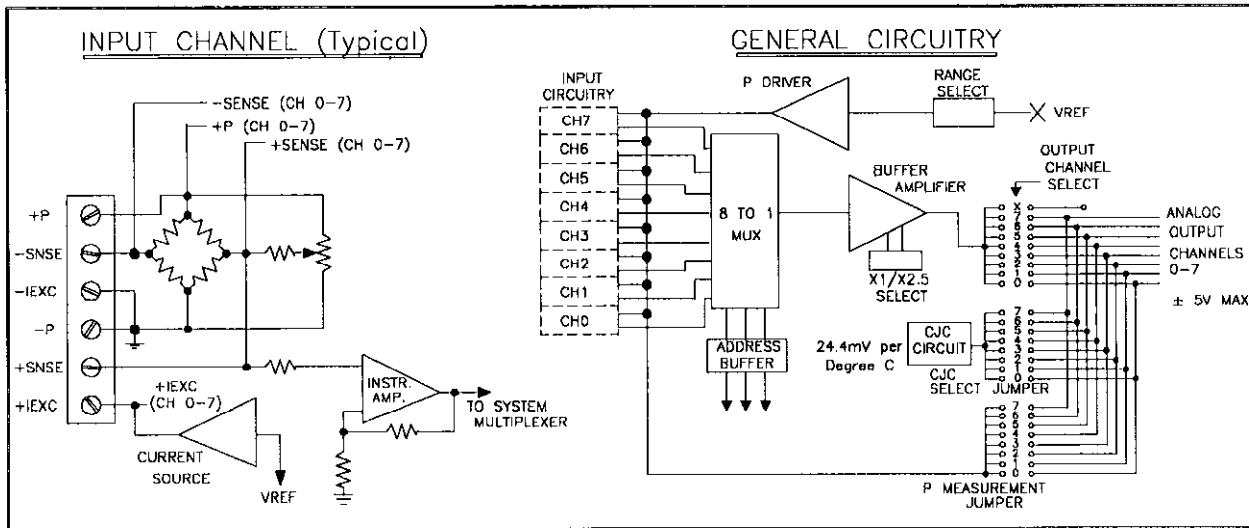 INPUT CHANNEL (Typical)
-SENSE (CH 0-7)
+P (CH 0-7)
+SENSE (CH 0-7)
+P
-SNSE
-IEXC
-P
+SNSE
+IEXC
+IEXC
(CH 0-7)
CURRENT
SOURCE
VREF
INSTR.
AMP.
TO SYSTEM
MULTIPLEXER
GENERAL CIRCUITRY
INPUT
CIRCUITRY
CH7
CH6
CH5
CH4
CH3
CH2
CH1
CH0
P DRIVER
RANGE
SELECT
VREF
8 TO 1
MUX
ADDRESS
BUFFER
BUFFER
AMPLIFIER
X1/X2.5
SELECT
OUTPUT
CHANNEL
SELECT
X
7
6
5
4
3
2
1
0
ANALOG
OUTPUT
CHANNELS
0-7
± 5V MAX
24.4mV per
Degree C
CJC
CIRCUIT
CJC
SELECT JUMPER
7
6
5
4
3
2
1
0
7
6
5
4
3
2
1
0
P MEASUREMENT
JUMPER